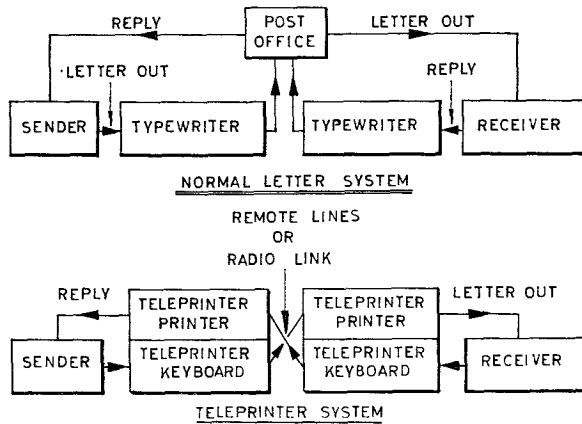 REPLY
POST
OFFICE
LETTER OUT
LETTER OUT
REPLY
SENDER
TYPEWRITER
TYPEWRITER
RECEIVER
NORMAL LETTER SYSTEM
REMOTE LINES
OR
RADIO LINK
REPLY
TELEPRINTER
PRINTER
TELEPRINTER
PRINTER
LETTER OUT
SENDER
TELEPRINTER
KEYBOARD
TELEPRINTER
KEYBOARD
RECEIVER
TELEPRINTER SYSTEM